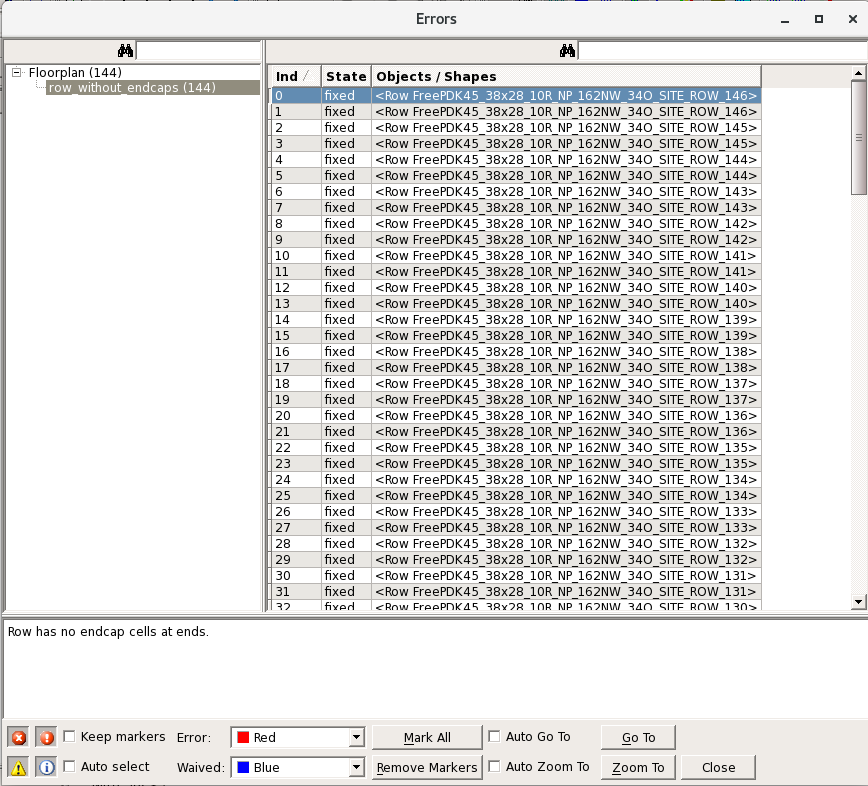 Errors
Ind State Objects / Shapes
Floorplan (144)
row_without_endcaps (144)
0 fixed <Row FreePDK45_38x28_10R_NP_162NW_34O_SITE_ROW_146>
1 fixed <Row FreePDK45_38x28_10R_NP_162NW_34O_SITE_ROW_146>
2 fixed <Row FreePDK45_38x28_10R_NP_162NW_34O_SITE_ROW_145>
3 fixed <Row FreePDK45_38x28_10R_NP_162NW_34O_SITE_ROW_145>
4 fixed <Row FreePDK45_38x28_10R_NP_162NW_34O_SITE_ROW_144>
5 fixed <Row FreePDK45_38x28_10R_NP_162NW_34O_SITE_ROW_144>
6 fixed <Row FreePDK45_38x28_10R_NP_162NW_34O_SITE_ROW_143>
7 fixed <Row FreePDK45_38x28_10R_NP_162NW_34O_SITE_ROW_143>
8 fixed <Row FreePDK45_38x28_10R_NP_162NW_34O_SITE_ROW_142>
9 fixed <Row FreePDK45_38x28_10R_NP_162NW_34O_SITE_ROW_142>
10 fixed <Row FreePDK45_38x28_10R_NP_162NW_34O_SITE_ROW_141>
11 fixed <Row FreePDK45_38x28_10R_NP_162NW_34O_SITE_ROW_141>
12 fixed <Row FreePDK45_38x28_10R_NP_162NW_34O_SITE_ROW_140>
13 fixed <Row FreePDK45_38x28_10R_NP_162NW_34O_SITE_ROW_140>
14 fixed <Row FreePDK45_38x28_10R_NP_162NW_34O_SITE_ROW_139>
15 fixed <Row FreePDK45_38x28_10R_NP_162NW_34O_SITE_ROW_139>
16 fixed <Row FreePDK45_38x28_10R_NP_162NW_34O_SITE_ROW_138>
17 fixed <Row FreePDK45_38x28_10R_NP_162NW_34O_SITE_ROW_138>
18 fixed <Row FreePDK45_38x28_10R_NP_162NW_34O_SITE_ROW_137>
19 fixed <Row FreePDK45_38x28_10R_NP_162NW_34O_SITE_ROW_137>
20 fixed <Row FreePDK45_38x28_10R_NP_162NW_34O_SITE_ROW_136>
21 fixed <Row FreePDK45_38x28_10R_NP_162NW_34O_SITE_ROW_136>
22 fixed <Row FreePDK45_38x28_10R_NP_162NW_34O_SITE_ROW_135>
23 fixed <Row FreePDK45_38x28_10R_NP_162NW_34O_SITE_ROW_135>
24 fixed <Row FreePDK45_38x28_10R_NP_162NW_34O_SITE_ROW_134>
25 fixed <Row FreePDK45_38x28_10R_NP_162NW_34O_SITE_ROW_134>
26 fixed <Row FreePDK45_38x28_10R_NP_162NW_34O_SITE_ROW_133>
27 fixed <Row FreePDK45_38x28_10R_NP_162NW_34O_SITE_ROW_133>
28 fixed <Row FreePDK45_38x28_10R_NP_162NW_34O_SITE_ROW_132>
29 fixed <Row FreePDK45_38x28_10R_NP_162NW_34O_SITE_ROW_132>
30 fixed <Row FreePDK45_38x28_10R_NP_162NW_34O_SITE_ROW_131>
31 fixed <Row FreePDK45_38x28_10R_NP_162NW_34O_SITE_ROW_131>
32 fixed <Row FreePDK45_38x28_10R_NP_162NW_34O_SITE_ROW_130>
Row has no endcap cells at ends.
Keep markers Error: Red Mark All Auto Go To Go To
Auto select Waived: Blue Remove Markers Auto Zoom To Zoom To Close